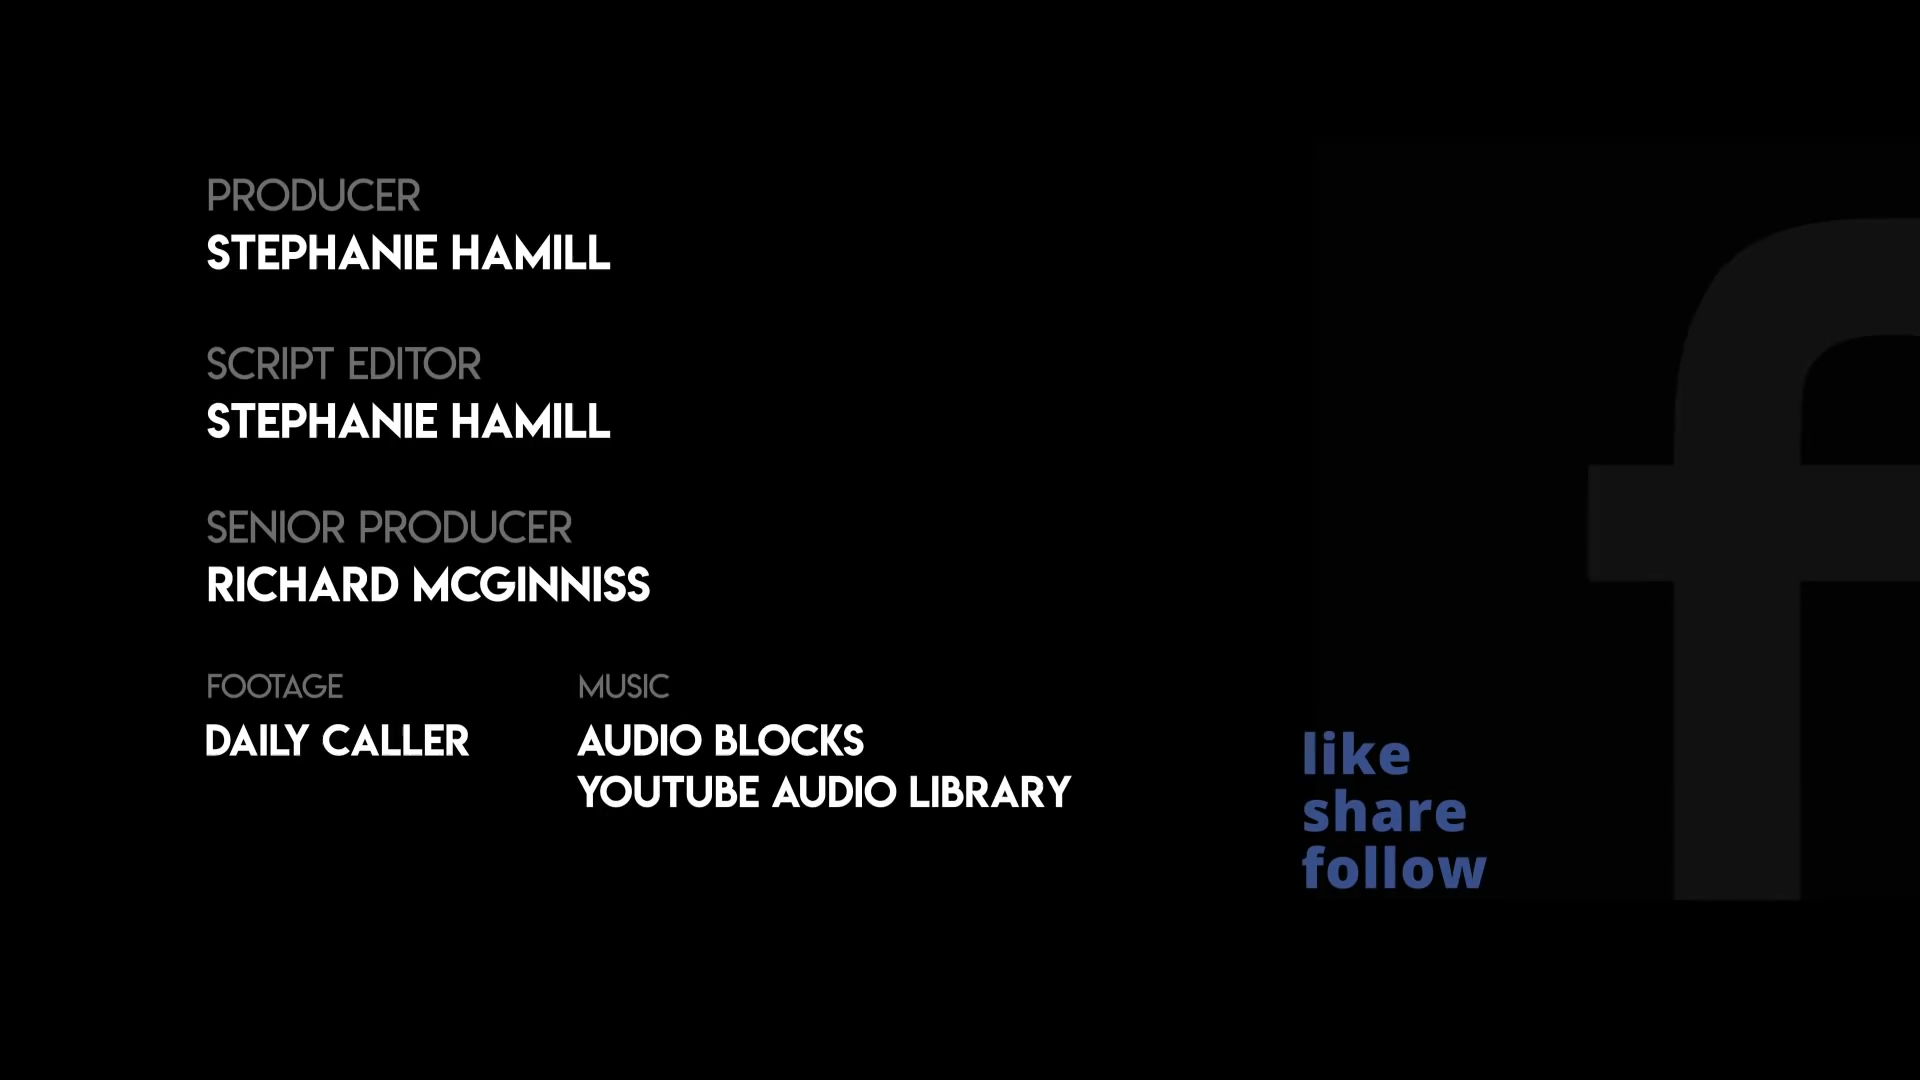 PRODUCER
STEPHANIE HAMILL
SCRIPT EDITOR
STEPHANIE HAMILL
SENIOR PRODUCER
RICHARD MCGINNISS
FOOTAGE
DAILY CALLER
MUSIC
AUDIO BLOCKS
YOUTUBE AUDIO LIBRARY
like
share
follow
f